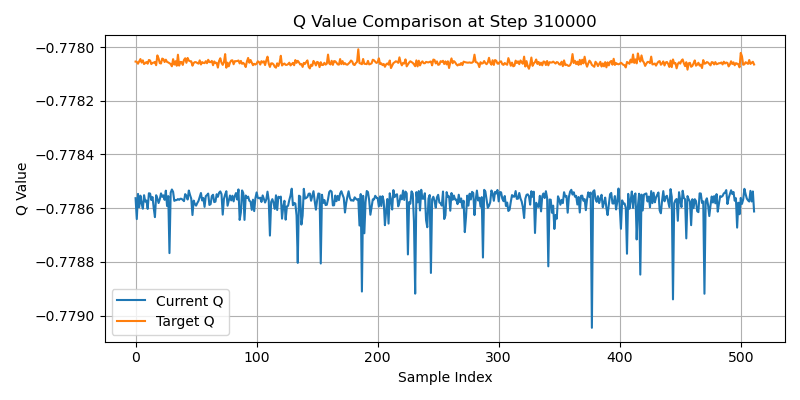 Q Value Comparison at Step 310000
Q Value
−0.7780
−0.7782
−0.7784
−0.7786
−0.7788
−0.7790
Current Q
Target Q
0 100 200 300 400 500
Sample Index